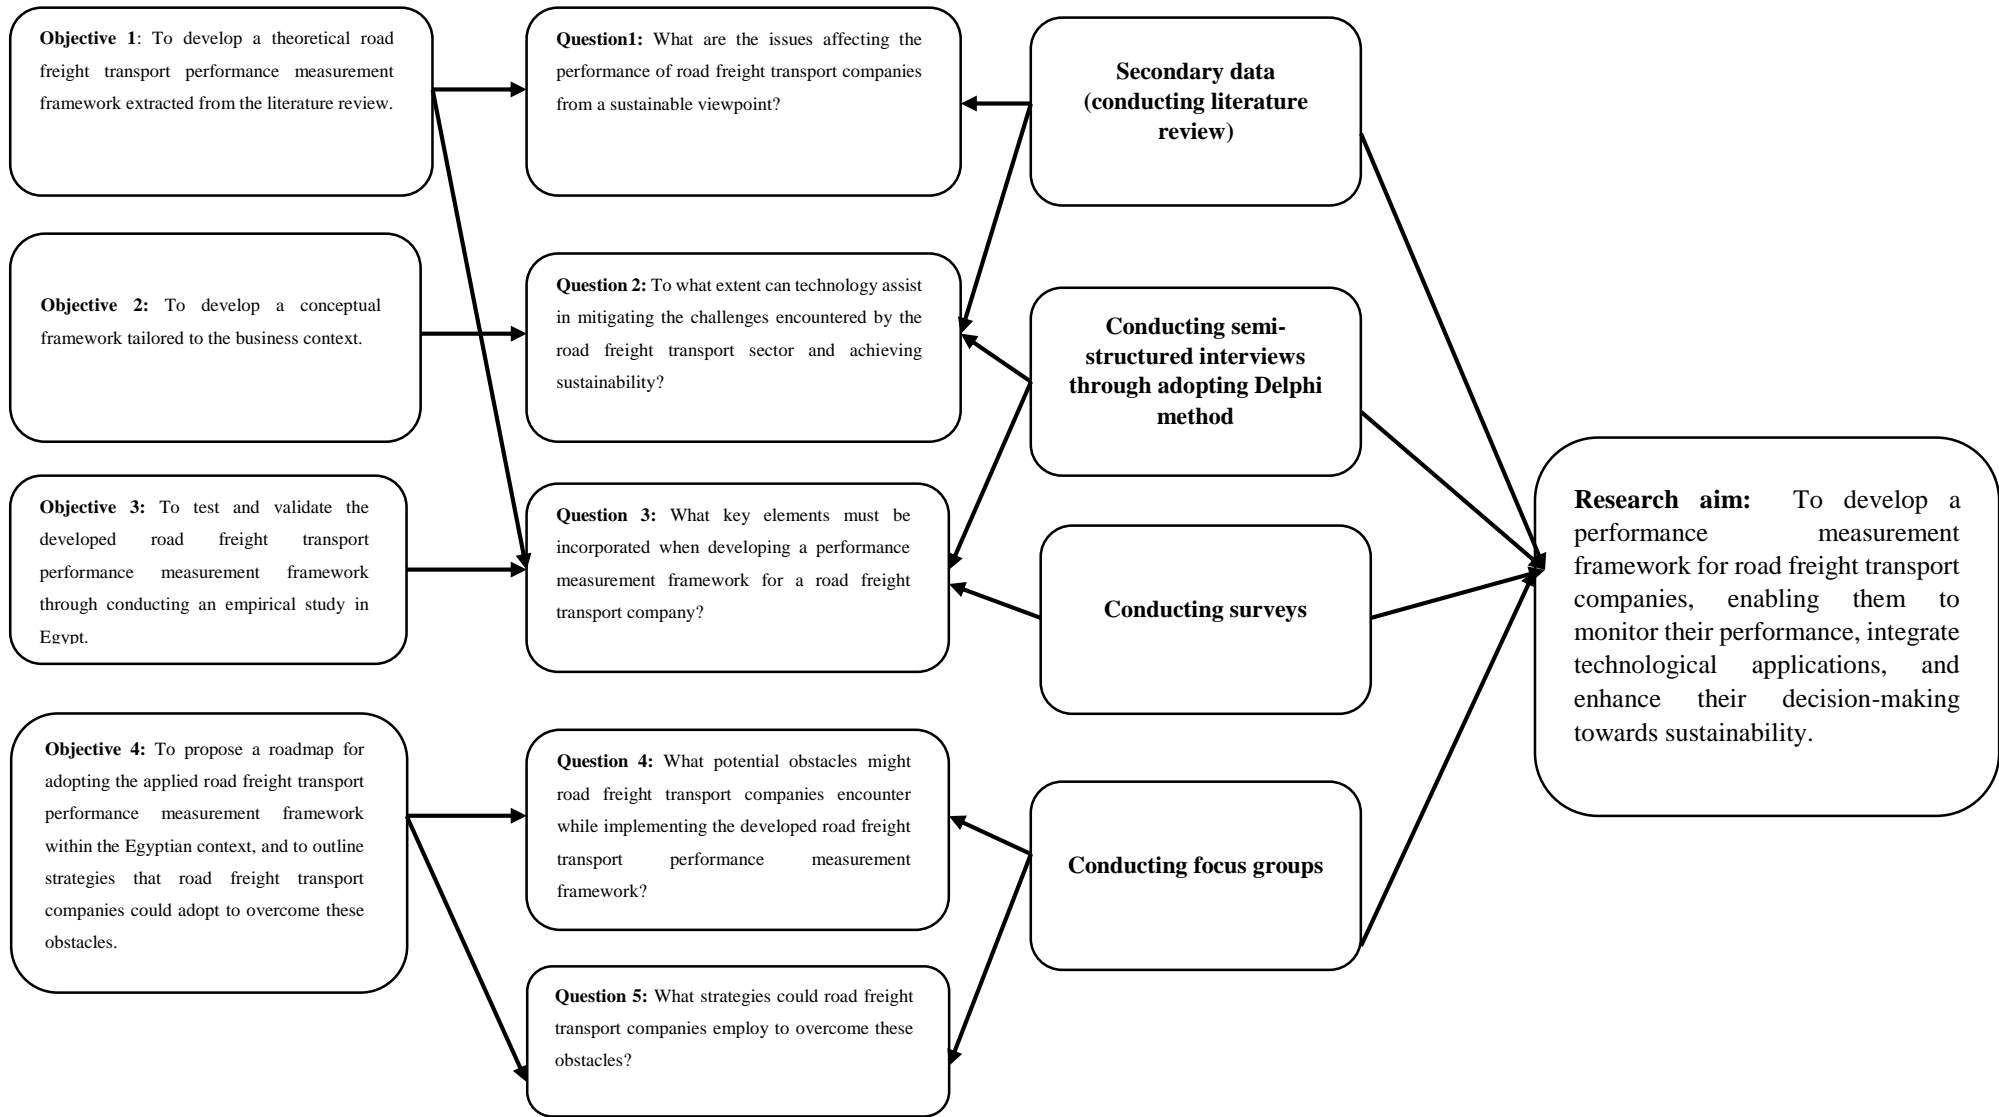 Objective 1: To develop a theoretical road
freight transport performance measurement
framework extracted from the literature review.
Objective 2: To develop a conceptual
framework tailored to the business context.
Objective 3: To test and validate the
developed road freight transport
performance measurement framework
through conducting an empirical study in
Egypt.
Objective 4: To propose a roadmap for
adopting the applied road freight transport
performance measurement framework
within the Egyptian context, and to outline
strategies that road freight transport
companies could adopt to overcome these
obstacles.
Question1: What are the issues affecting the
performance of road freight transport companies
from a sustainable viewpoint?
Question 2: To what extent can technology assist
in mitigating the challenges encountered by the
road freight transport sector and achieving
sustainability?
Question 3: What key elements must be
incorporated when developing a performance
measurement framework for a road freight
transport company?
Question 4: What potential obstacles might
road freight transport companies encounter
while implementing the developed road freight
transport performance measurement
framework?
Question 5: What strategies could road freight
transport companies employ to overcome these
obstacles?
Secondary data
(conducting literature
review)
Conducting semi-
structured interviews
through adopting Delphi
method
Conducting surveys
Conducting focus groups
Research aim: To develop a
performance measurement
framework for road freight transport
companies, enabling them to
monitor their performance, integrate
technological applications, and
enhance their decision-making
towards sustainability.